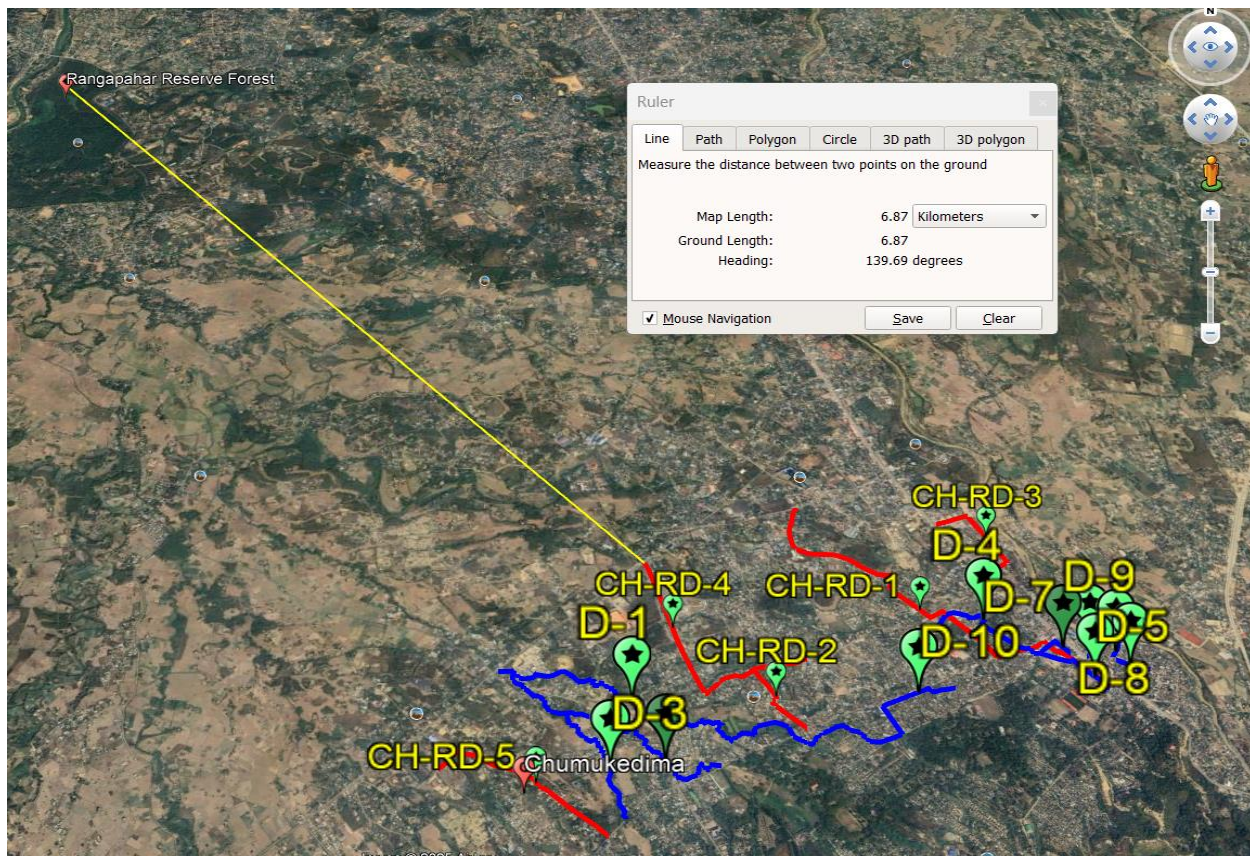 N
Rangapahar Reserve Forest
Ruler
Line
Path
Polygon
Circle
3D path
3D polygon
Measure the distance between two points on the ground
Map Length:
6.87
Kilometers
Ground Length:
6.87
Heading:
139.69 degrees
Mouse Navigation
Save
Clear
CH-RD-3
D-4
CH-RD-4
CH-RD-1
D-7
D-9
D-1
D-10
D-5
CH-RD-2
D-8
D-3
CH-RD-5
Chumukedima